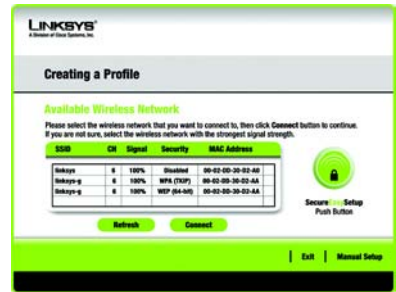 LINKSYS®
A Division of Cisco Systems, Inc.
Creating a Profile
Available Wireless Network
Please select the wireless network that you want to connect to, then click Connect button to continue.
If you are not sure, select the wireless network with the strongest signal strength.
SSID CH Signal Security MAC Address
linksys 6 100% Disabled 00-02-DD-30-D2-A0
linksys-g 6 100% WPA (TKIP) 00-02-DD-30-D2-AA
linksys-g 6 100% WEP (64-bit) 00-02-DD-30-D2-AA
Refresh Connect
SecureEasySetup
Push Button
Exit Manual Setup